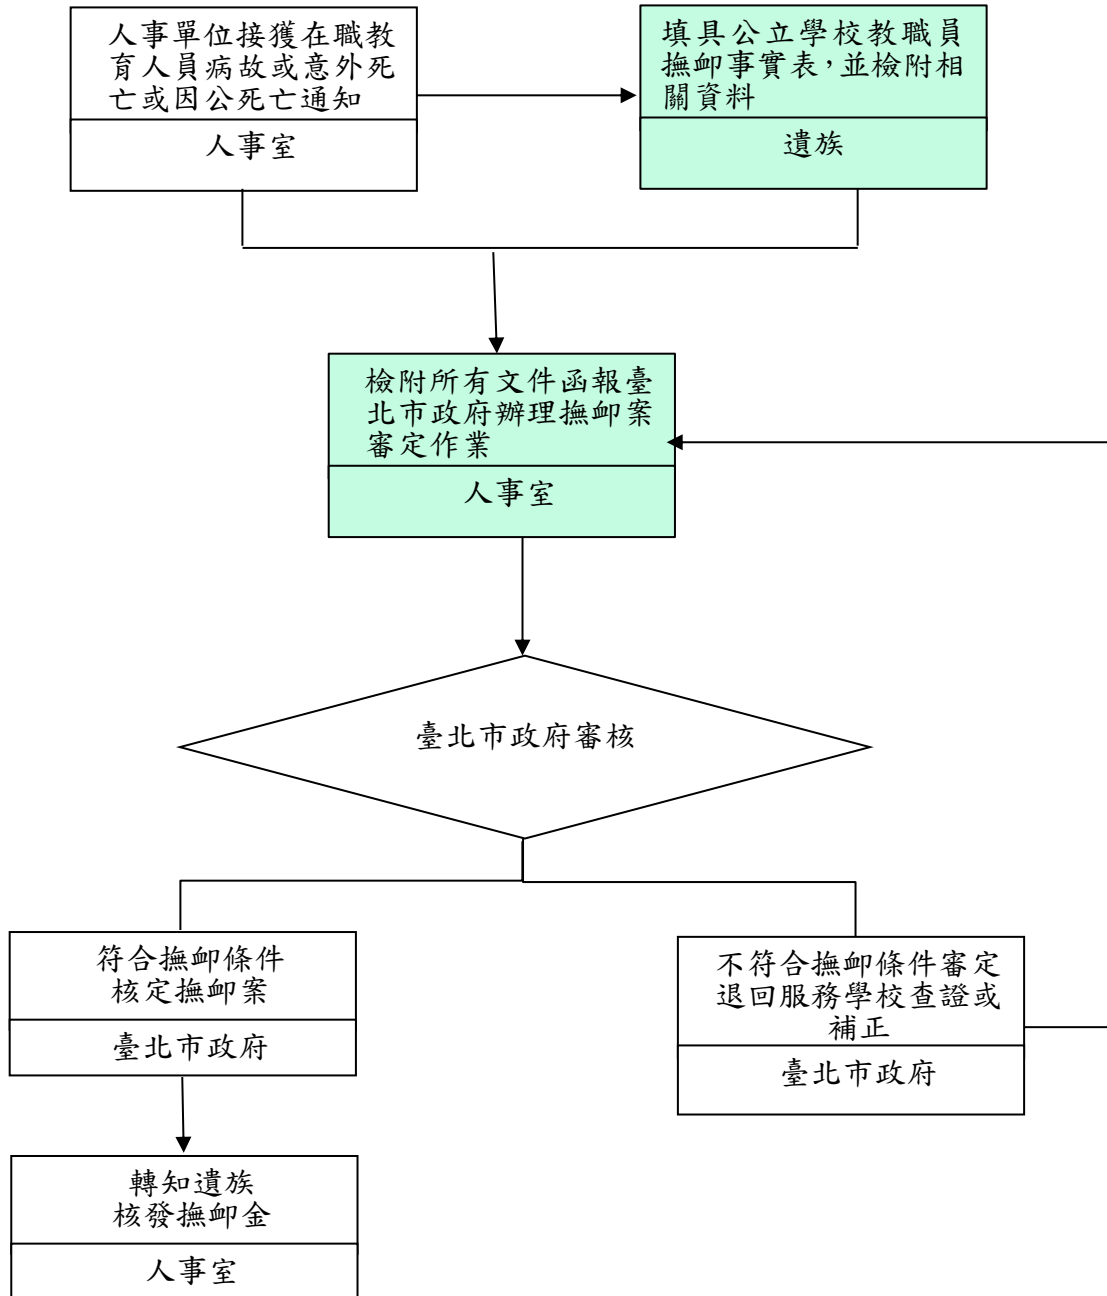 人事單位接獲在職教
育人員病故或意外死
亡或因公死亡通知
人事室
填具公立學校教職員
撫卹事實表，並檢附相
關資料
遺族
檢附所有文件函報臺
北市政府辦理撫卹案
審定作業
人事室
臺北市政府審核
符合撫卹條件
核定撫卹案
臺北市政府
不符合撫卹條件審定
退回服務學校查證或
補正
臺北市政府
轉知遺族
核發撫卹金
人事室